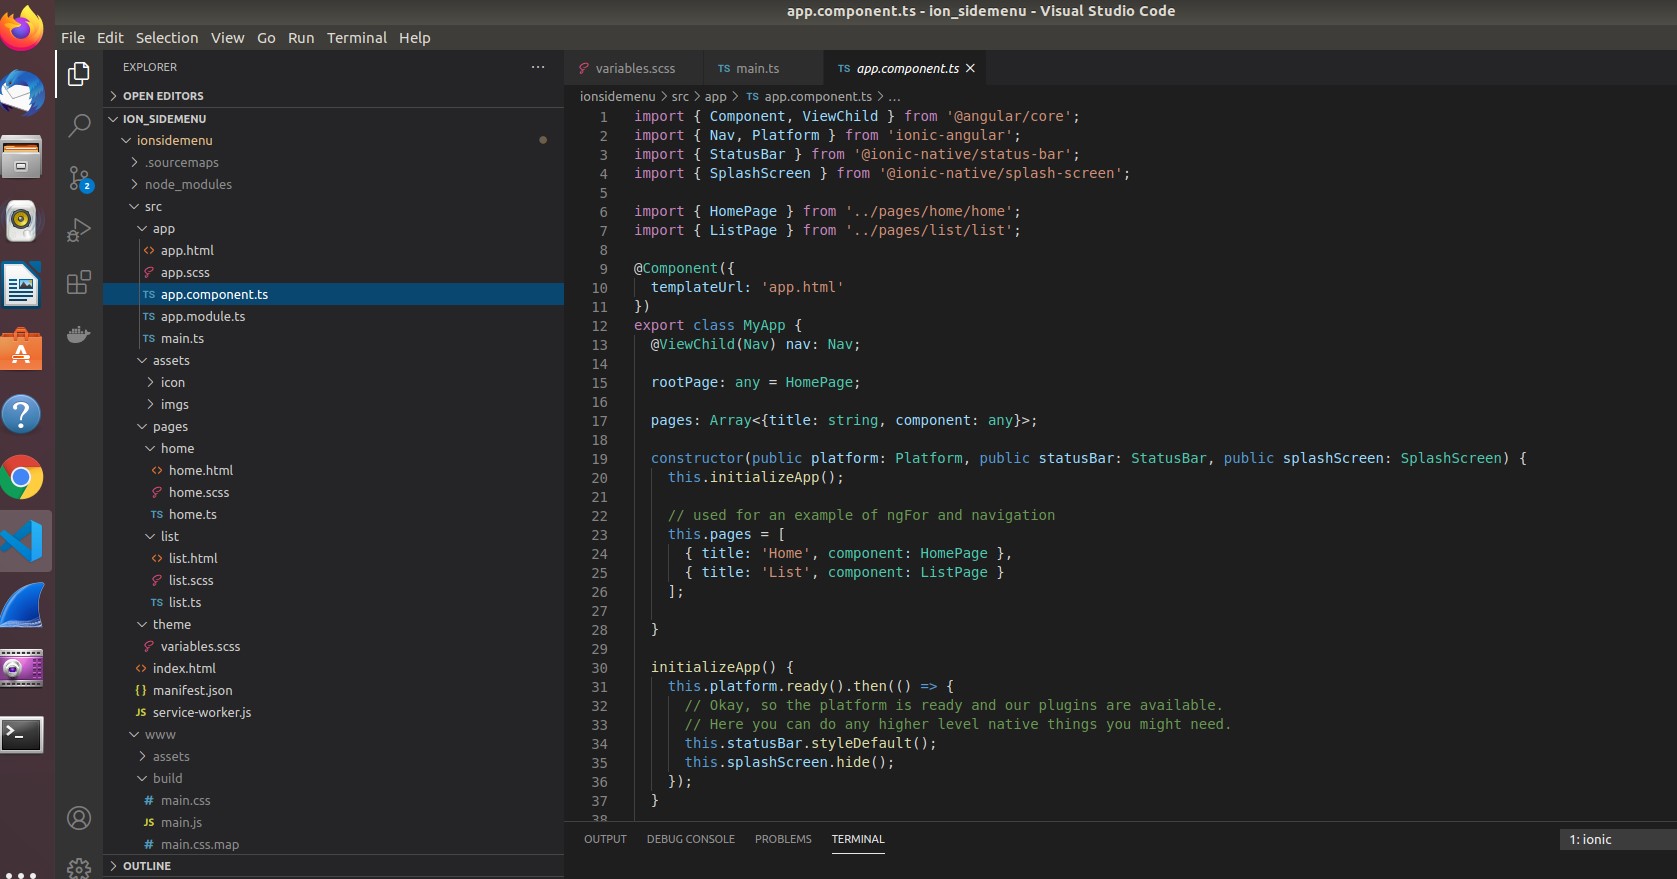 app.component.ts - ion_sidemenu - Visual Studio Code
File Edit Selection View Go Run Terminal Help
EXPLORER
OPEN EDITORS
ION_SIDEMENU
ionsidemenu
.sourcemaps
node_modules
src
app
app.html
app.scss
TS app.component.ts
TS app.module.ts
TS main.ts
assets
icon
imgs
pages
home
home.html
home.scss
TS home.ts
list
list.html
list.scss
TS list.ts
theme
variables.scss
index.html
{} manifest.json
JS service-worker.js
www
assets
build
# main.css
JS main.js
# main.css.map
OUTLINE
2
variables.scss TS main.ts TS app.component.ts
ionsidemenu > src > app > TS app.component.ts > ...
1 import { Component, ViewChild } from '@angular/core';
2 import { Nav, Platform } from 'ionic-angular';
3 import { StatusBar } from '@ionic-native/status-bar';
4 import { SplashScreen } from '@ionic-native/splash-screen';
5
6 import { HomePage } from '../pages/home/home';
7 import { ListPage } from '../pages/list/list';
8
9 @Component({
10 templateUrl: 'app.html'
11 })
12 export class MyApp {
13 @ViewChild(Nav) nav: Nav;
14
15 rootPage: any = HomePage;
16
17 pages: Array<{title: string, component: any}>;
18
19 constructor(public platform: Platform, public statusBar: StatusBar, public splashScreen: SplashScreen) {
20 this.initializeApp();
21
22 // used for an example of ngFor and navigation
23 this.pages = [
24 { title: 'Home', component: HomePage },
25 { title: 'List', component: ListPage }
26 ];
27
28 }
29
30 initializeApp() {
31 this.platform.ready().then(() => {
32 // Okay, so the platform is ready and our plugins are available.
33 // Here you can do any higher level native things you might need.
34 this.statusBar.styleDefault();
35 this.splashScreen.hide();
36 });
37 }
38
OUTPUT DEBUG CONSOLE PROBLEMS TERMINAL
1: ionic